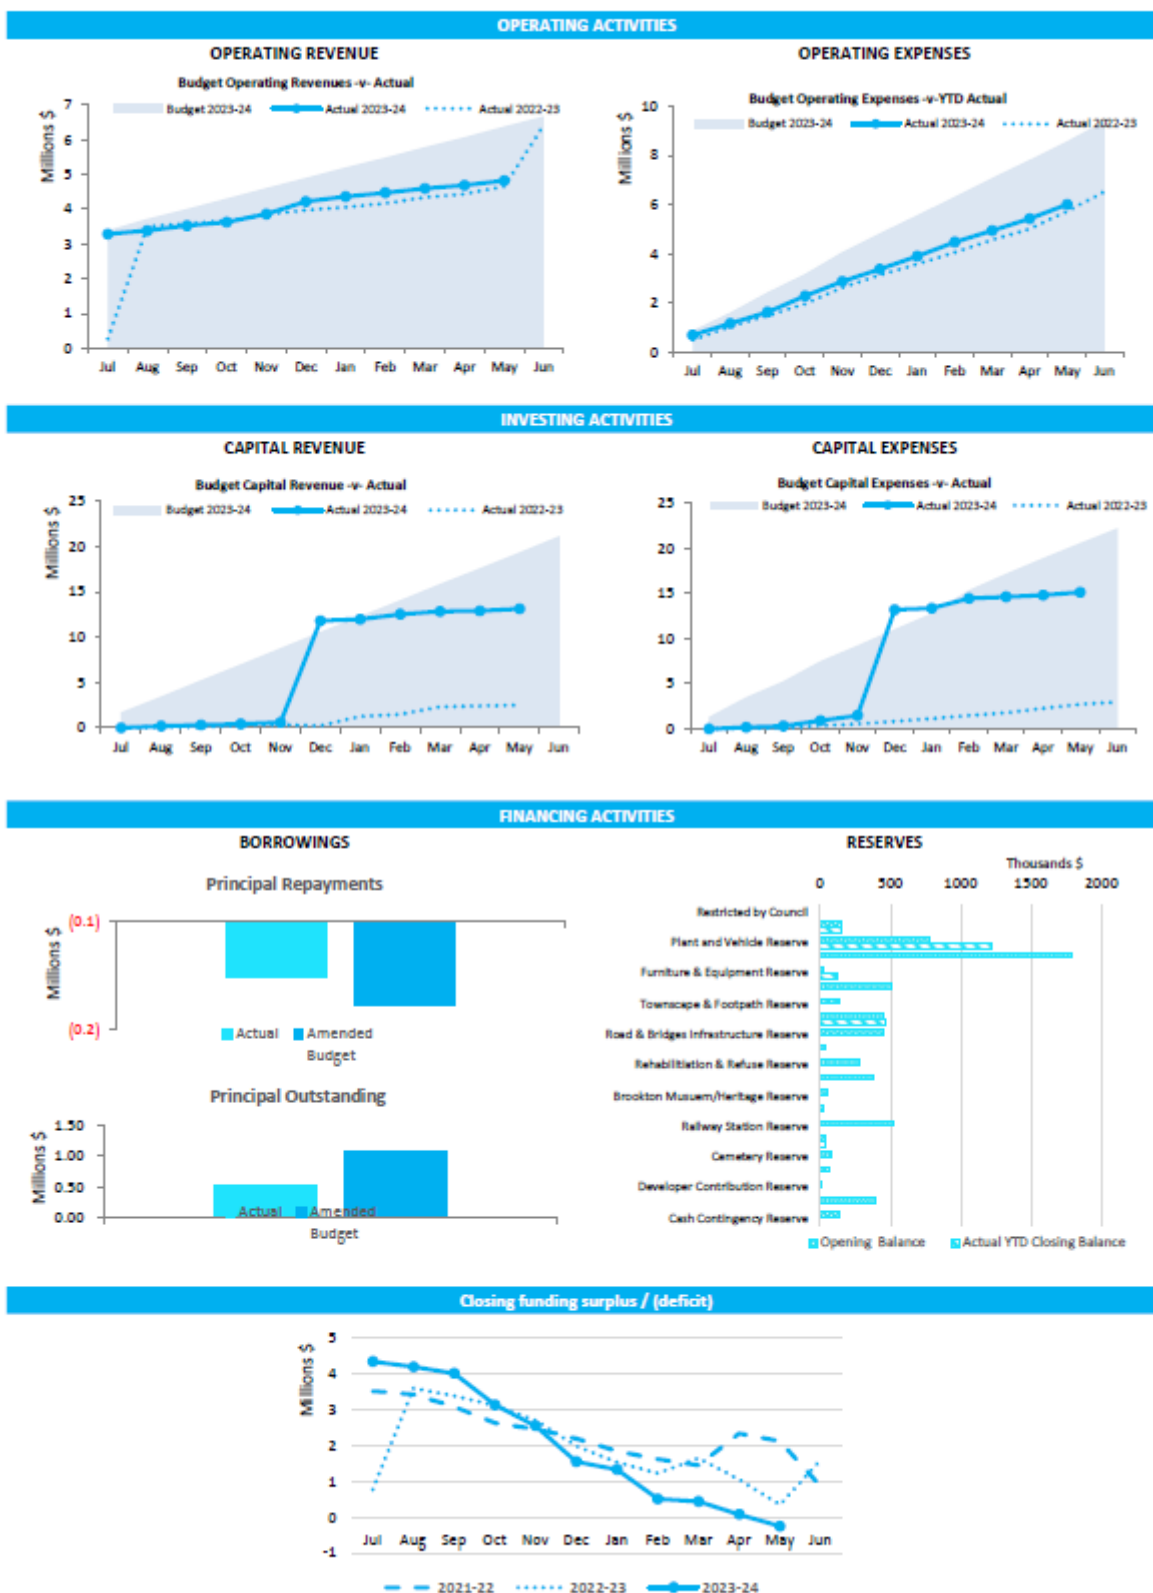 OPERATING ACTIVITIES
OPERATING REVENUE
Budget Operating Revenues -v- Actual
Budget 2023-24 Actual 2023-24 Actual 2022-23
Millions $
7
6
5
4
3
2
1
0
Jul Aug Sep Oct Nov Dec Jan Feb Mar Apr May Jun
OPERATING EXPENSES
Budget Operating Expenses -v-YTD Actual
Budget 2023-24 Actual 2023-24 Actual 2022-23
Millions $
10
8
6
4
2
0
Jul Aug Sep Oct Nov Dec Jan Feb Mar Apr May Jun
INVESTING ACTIVITIES
CAPITAL REVENUE
Budget Capital Revenue -v- Actual
Budget 2023-24 Actual 2023-24 Actual 2022-23
Millions $
25
20
15
10
5
0
Jul Aug Sep Oct Nov Dec Jan Feb Mar Apr May Jun
CAPITAL EXPENSES
Budget Capital Expenses -v- Actual
Budget 2023-24 Actual 2023-24 Actual 2022-23
Millions $
25
20
15
10
5
0
Jul Aug Sep Oct Nov Dec Jan Feb Mar Apr May Jun
FINANCING ACTIVITIES
BORROWINGS
Principal Repayments
Millions $
(0.1)
(0.2)
Actual Amended
Budget
Principal Outstanding
Millions $
1.50
1.00
0.50
0.00
Actual Amended
Budget
RESERVES
Thousands $
0 500 1000 1500 2000
Restricted by Council
Plant and Vehicle Reserve
Furniture & Equipment Reserve
Townscape & Footpath Reserve
Road & Bridges Infrastructure Reserve
Rehabilitiation & Refuse Reserve
Brookton Musuem/Heritage Reserve
Railway Station Reserve
Cemetery Reserve
Developer Contribution Reserve
Cash Contingency Reserve
Opening Balance Actual YTD Closing Balance
Closing funding surplus / (deficit)
Millions $
5
4
3
2
1
0
-1
Jul Aug Sep Oct Nov Dec Jan Feb Mar Apr May Jun
2021-22 2022-23 2023-24